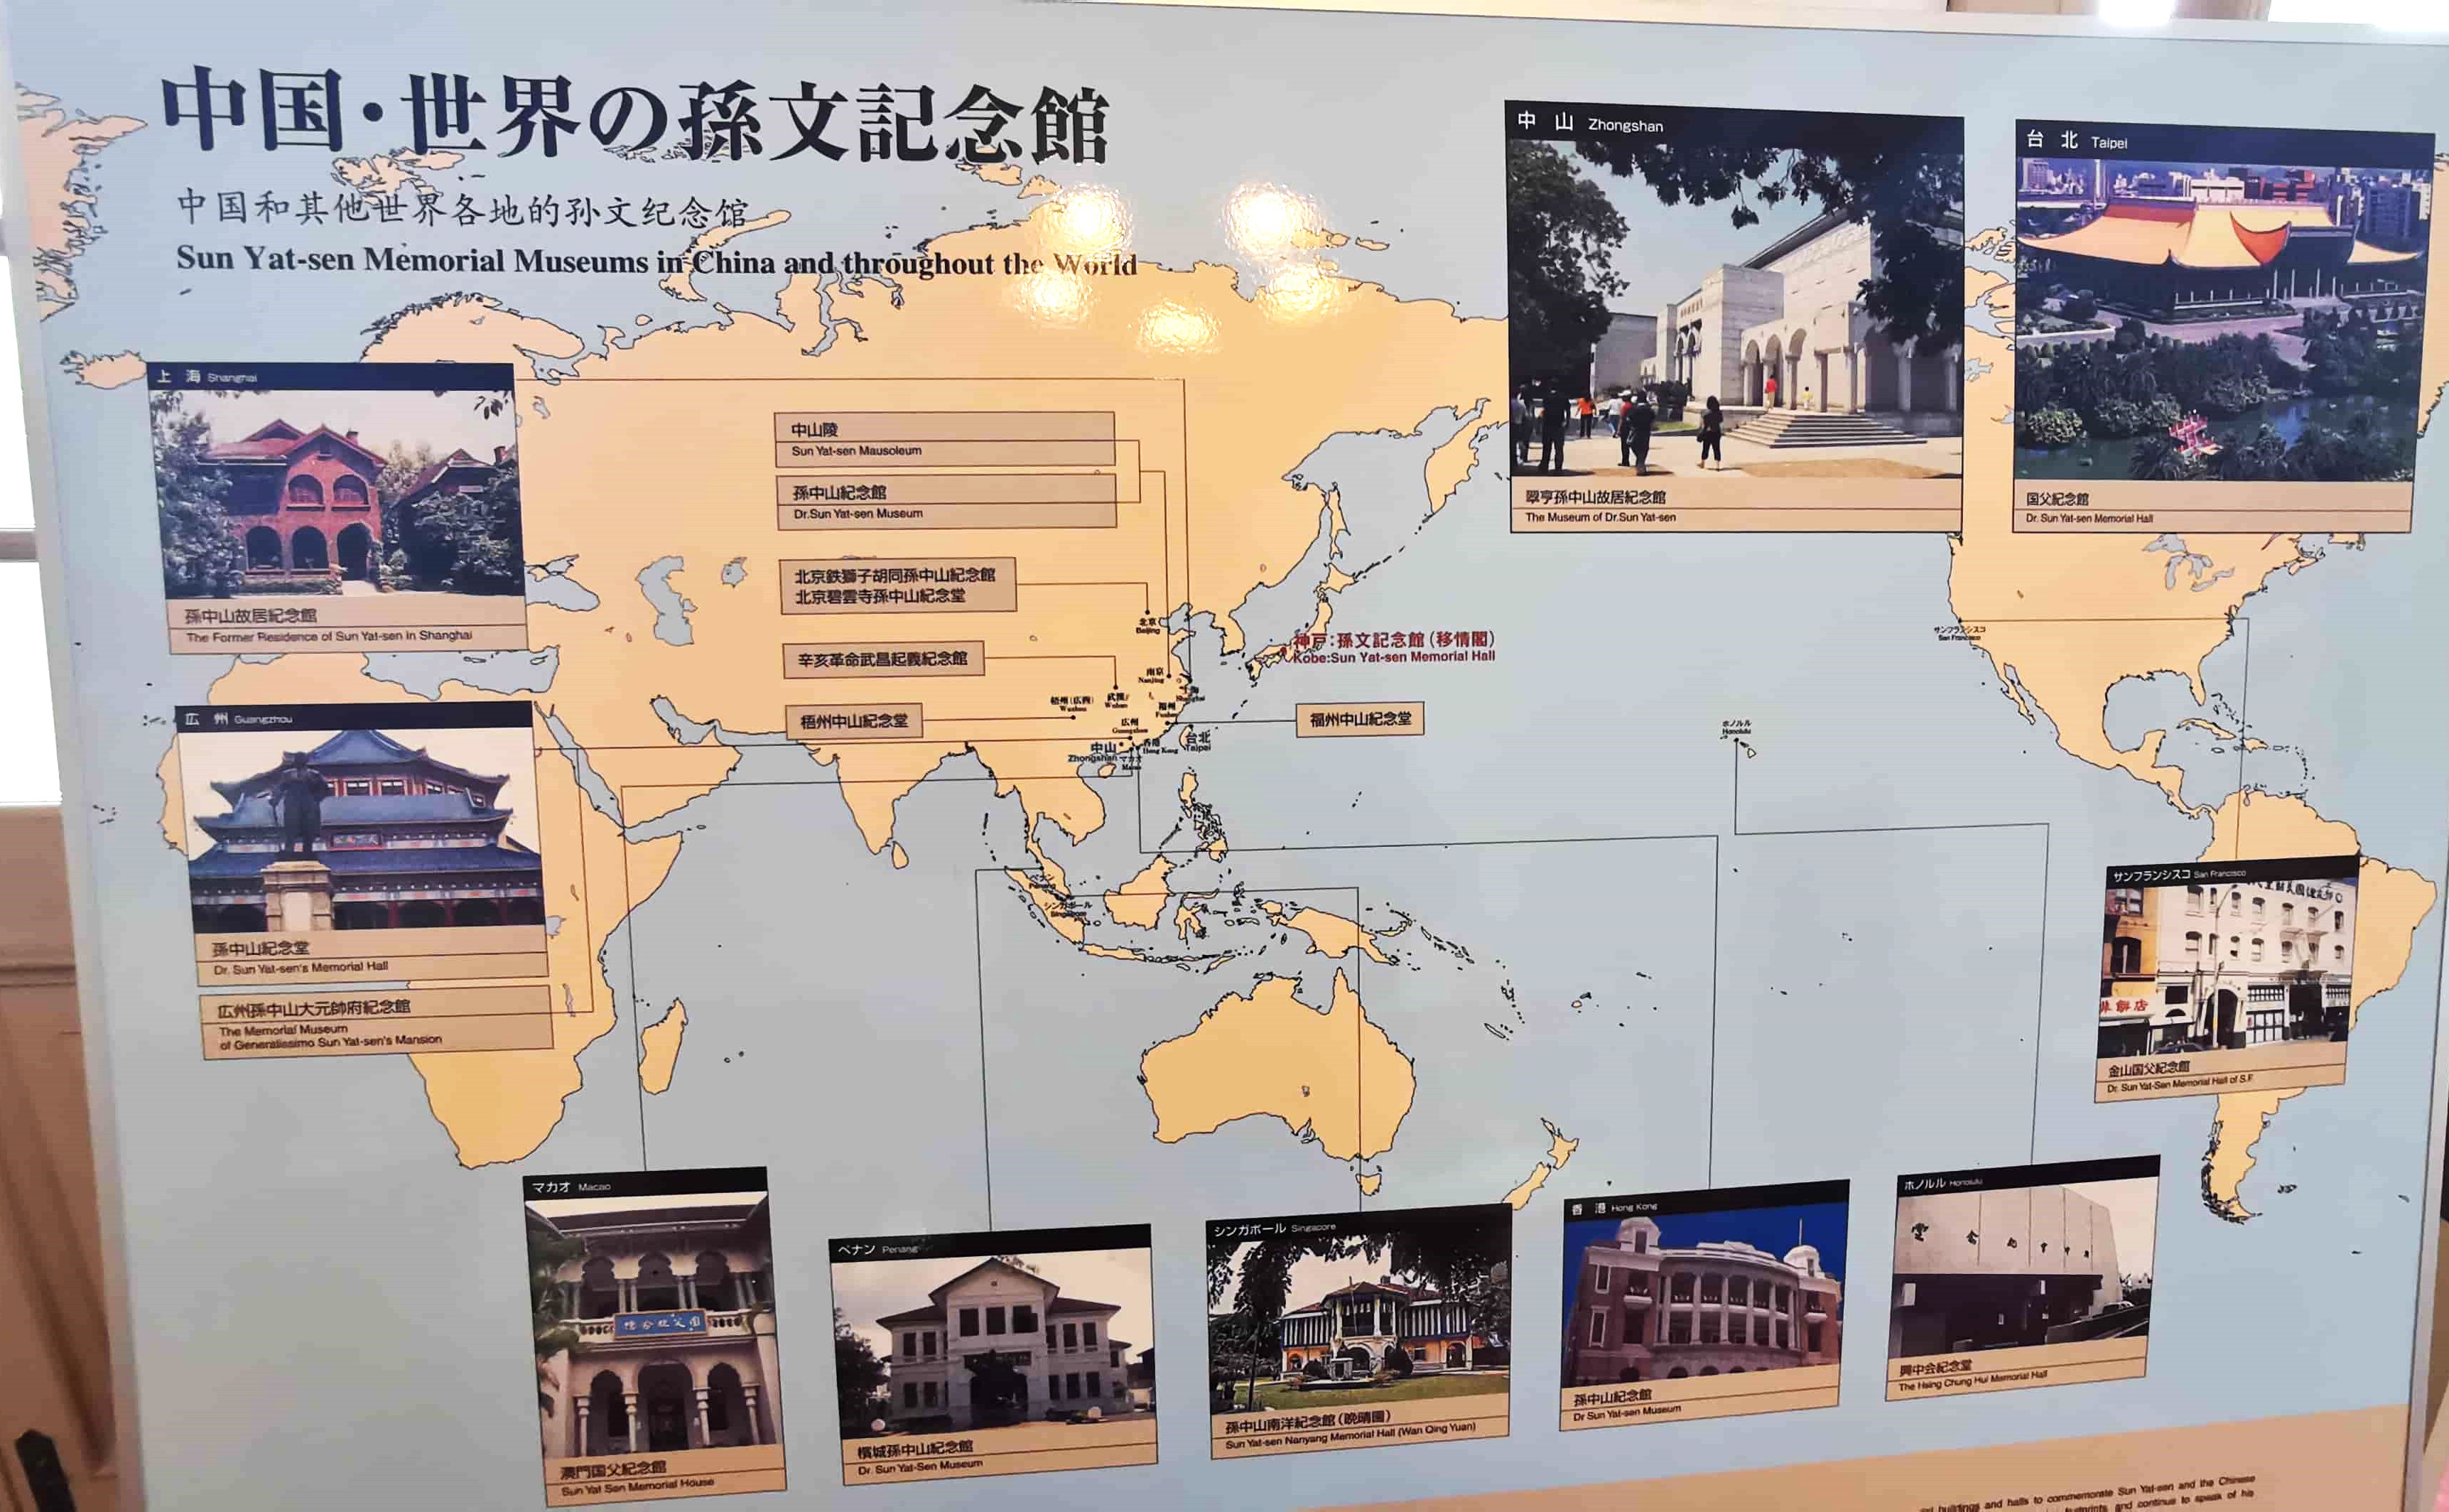 中国・世界の孫文記念館
中国和其他世界各地的孙文纪念馆
Sun Yat-sen Memorial Museums in China and throughout the World
中 山 Zhongshan
翠亨孫中山故居紀念館
The Museum of Dr.Sun Yat-sen
台 北 Taipei
国父紀念館
Dr. Sun Yat-sen Memorial Hall
上 海 Shanghai
孫中山故居紀念館
The Former Residence of Sun Yat-sen in Shanghai
中山陵
Sun Yat-sen Mausoleum
孫中山紀念館
Dr.Sun Yat-sen Museum
北京鉄獅子胡同孫中山紀念館
北京碧雲寺孫中山紀念堂
辛亥革命武昌起義紀念館
梧州中山紀念堂
福州中山紀念堂
北京
Beijing
神戸：孫文記念館（移情閣）
Kobe:Sun Yat-sen Memorial Hall
南京
Nanjing
上海
Shanghai
梧州（広西）
Wuzhou
武漢
Wuhan
福州
Fuzhou
広州
Guangzhou
香港
Hong Kong
台北
Taipei
中山
Zhongshan
マカオ
Macao
サンフランシスコ
San Francisco
ホノルル
Honolulu
ペナン
Penang
シンガポール
Singapore
広 州 Guangzhou
孫中山紀念堂
Dr. Sun Yat-sen's Memorial Hall
広州孫中山大元帥府紀念館
The Memorial Museum
of Generalissimo Sun Yat-sen's Mansion
サンフランシスコ San Francisco
餅店
金山国父紀念館
Dr. Sun Yat-Sen Memorial Hall of S.F.
マカオ Macao
國父紀念館
澳門国父紀念館
Sun Yat Sen Memorial House
ペナン Penang
檳城孫中山紀念館
Dr. Sun Yat-Sen Museum
シンガポール Singapore
孫中山南洋紀念館（晩晴園）
Sun Yat-sen Nanyang Memorial Hall (Wan Qing Yuan)
香 港 Hong Kong
孫中山紀念館
Dr Sun Yat-sen Museum
ホノルル Honolulu
興中会紀念堂
The Hsing Chung Hui Memorial Hall
buildings and halls to commemorate Sun Yat-sen and the Chinese
footprints, and continue to speak of his